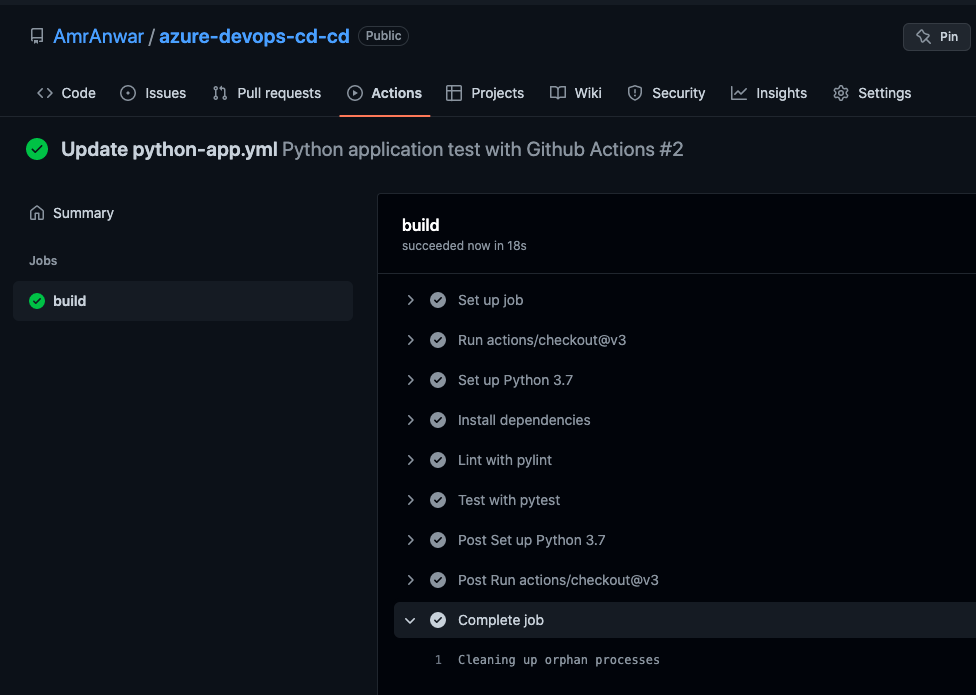 AmrAnwar / azure-devops-cd-cd Public
Pin
Code Issues Pull requests Actions Projects Wiki Security Insights Settings
Update python-app.yml Python application test with Github Actions #2
Summary
Jobs
build
build
succeeded now in 18s
Set up job
Run actions/checkout@v3
Set up Python 3.7
Install dependencies
Lint with pylint
Test with pytest
Post Set up Python 3.7
Post Run actions/checkout@v3
Complete job
1 Cleaning up orphan processes